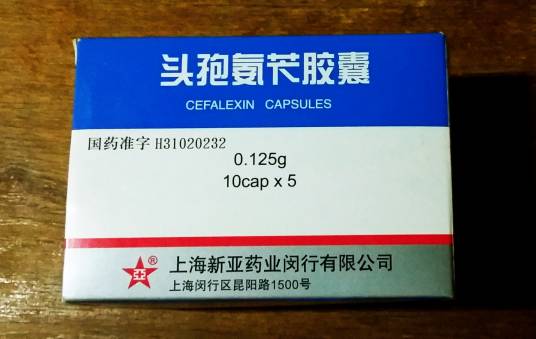 头孢氨苄胶囊
CEFALEXIN CAPSULES
国药准字 H31020232
0.125g
10cap x 5
亞 ®
上海新亚药业闵行有限公司
上海闵行区昆阳路1500号